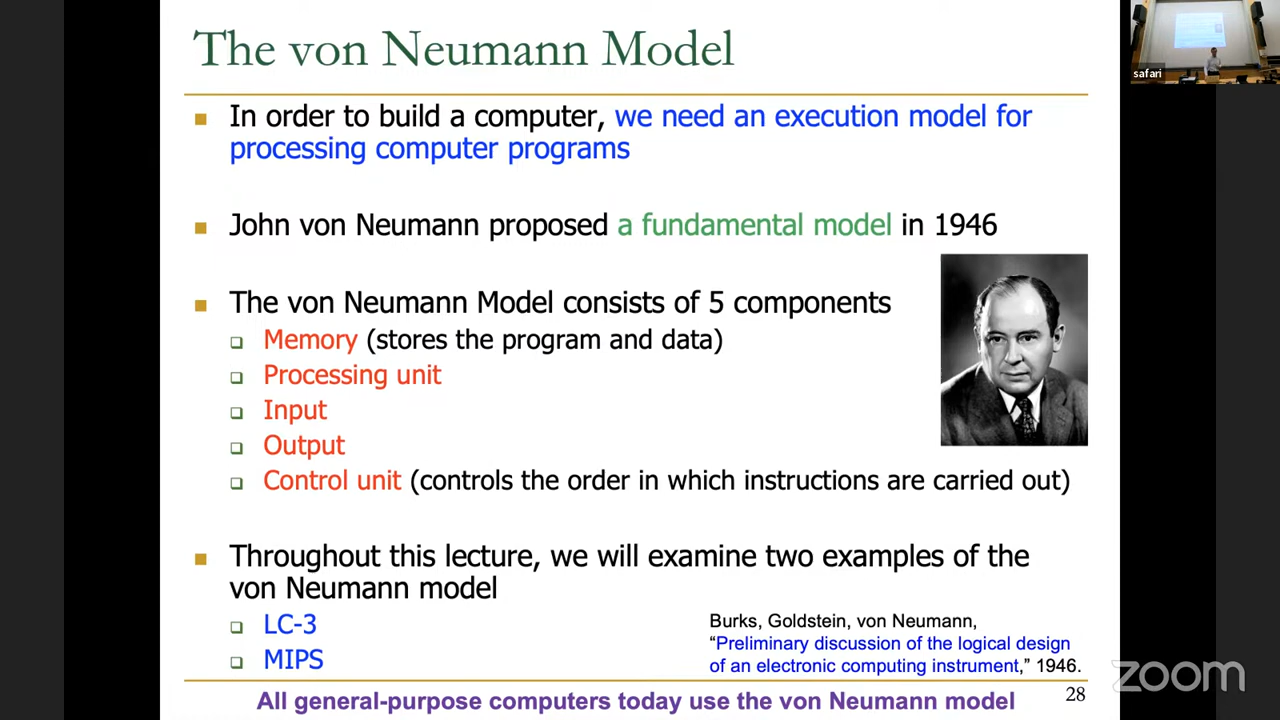 The von Neumann Model
safari
In order to build a computer, we need an execution model for
processing computer programs
John von Neumann proposed a fundamental model in 1946
The von Neumann Model consists of 5 components
Memory (stores the program and data)
Processing unit
Input
Output
Control unit (controls the order in which instructions are carried out)
Throughout this lecture, we will examine two examples of the
von Neumann model
LC-3
MIPS
Burks, Goldstein, von Neumann,
“Preliminary discussion of the logical design
of an electronic computing instrument,” 1946.
zoom
All general-purpose computers today use the von Neumann model
28